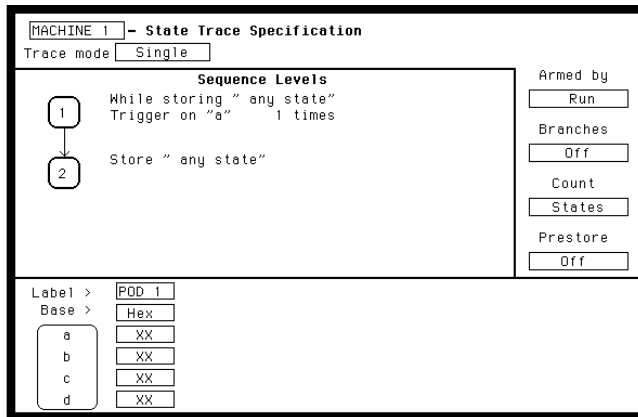 MACHINE 1 - State Trace Specification
Trace mode Single
Sequence Levels
1
While storing " any state"
Trigger on "a" 1 times
2
Store " any state"
Armed by
Run
Branches
Off
Count
States
Prestore
Off
Label > POD 1
Base > Hex
a XX
b XX
c XX
d XX